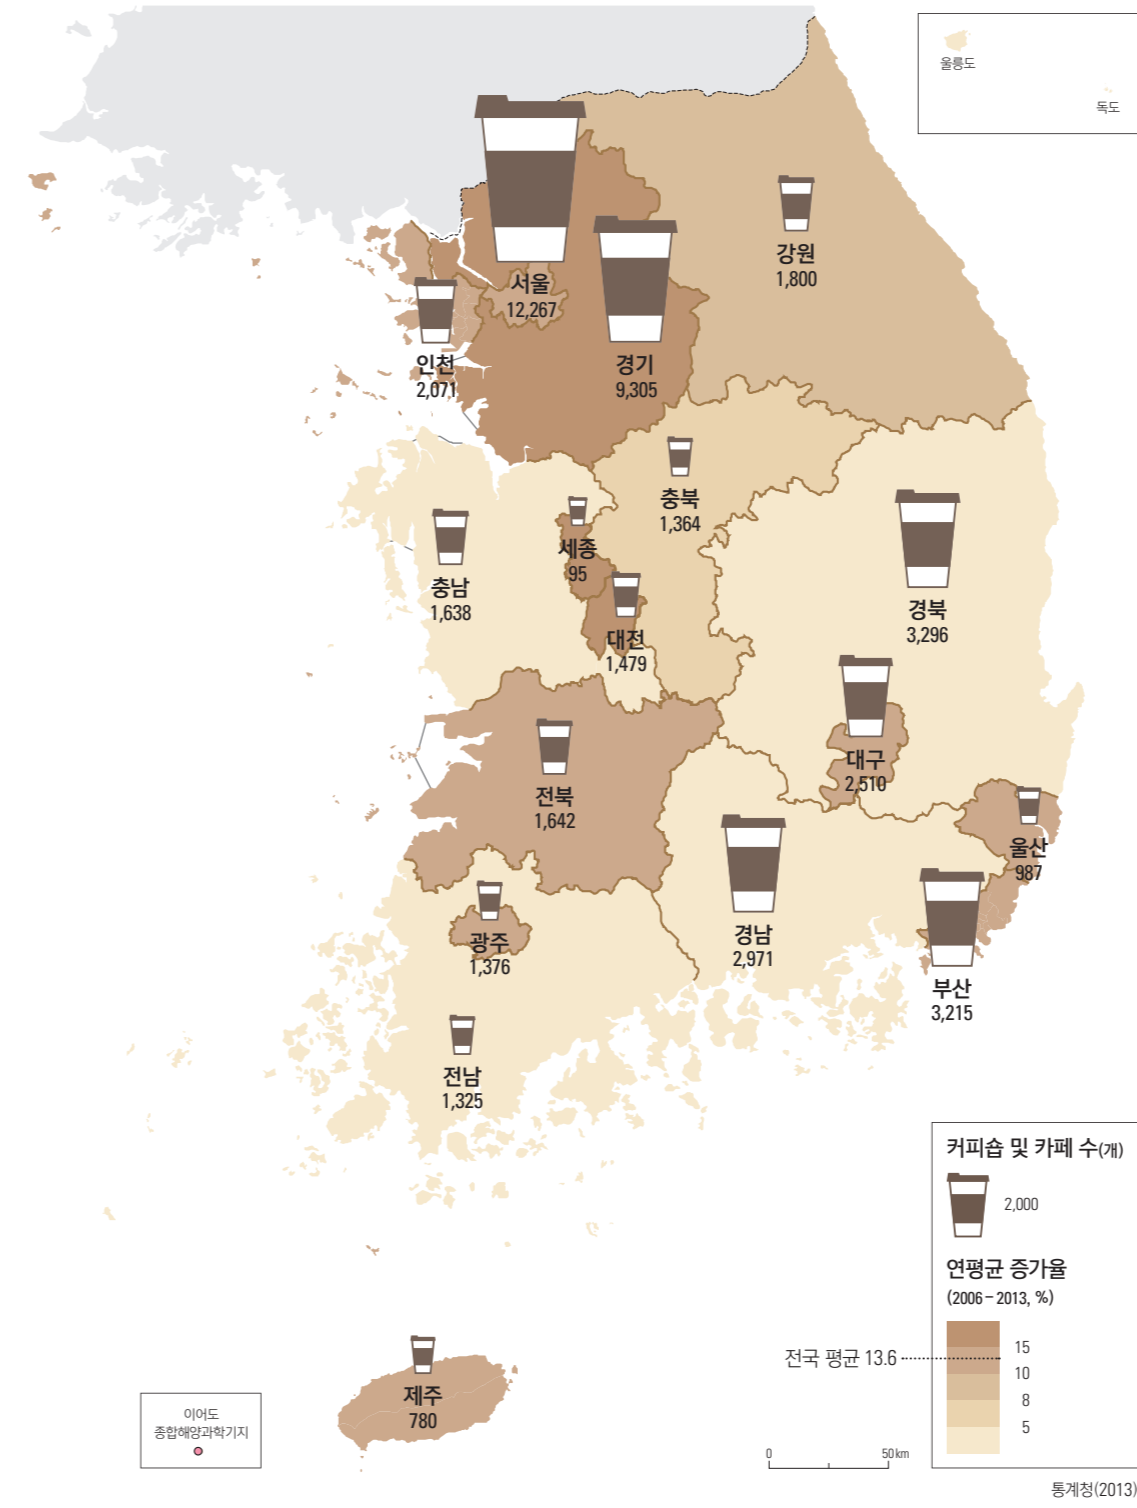 울릉도
독도
강원
1,800
서울
12,267
인천
2,071
경기
9,305
충북
1,364
세종
95
충남
1,638
대전
1,479
경북
3,296
대구
2,510
전북
1,642
울산
987
광주
1,376
경남
2,971
부산
3,215
전남
1,325
제주
780
이어도
종합해양과학기지
커피숍 및 카페 수(개)
2,000
연평균 증가율
(2006–2013, %)
15
전국 평균 13.6
10
8
5
0 50 km
통계청(2013)